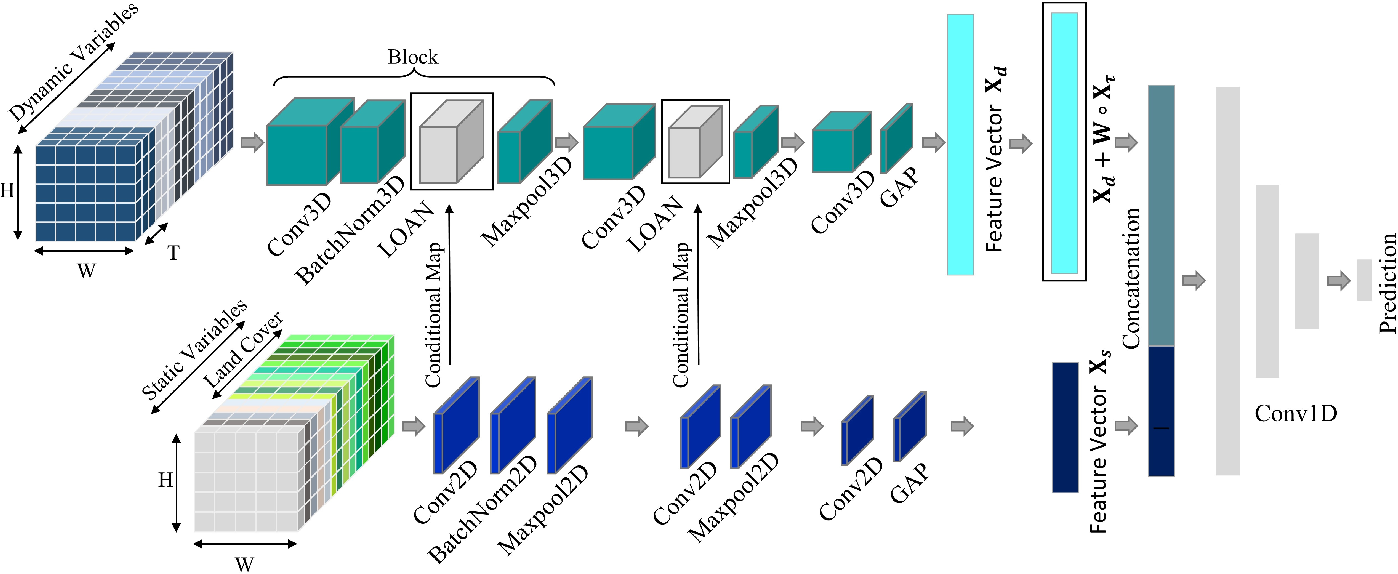 Dynamic Variables
H
W
T
Block
Conv3D
BatchNorm3D
LOAN
Maxpool3D
Conv3D
LOAN
Maxpool3D
Conv3D
GAP
Feature Vector X_d
X_d + W ∘ X_τ
Conditional Map
Conditional Map
Static Variables
Land Cover
H
W
Conv2D
BatchNorm2D
Maxpool2D
Conv2D
Maxpool2D
Conv2D
GAP
Feature Vector X_s
Concatenation
Conv1D
Prediction